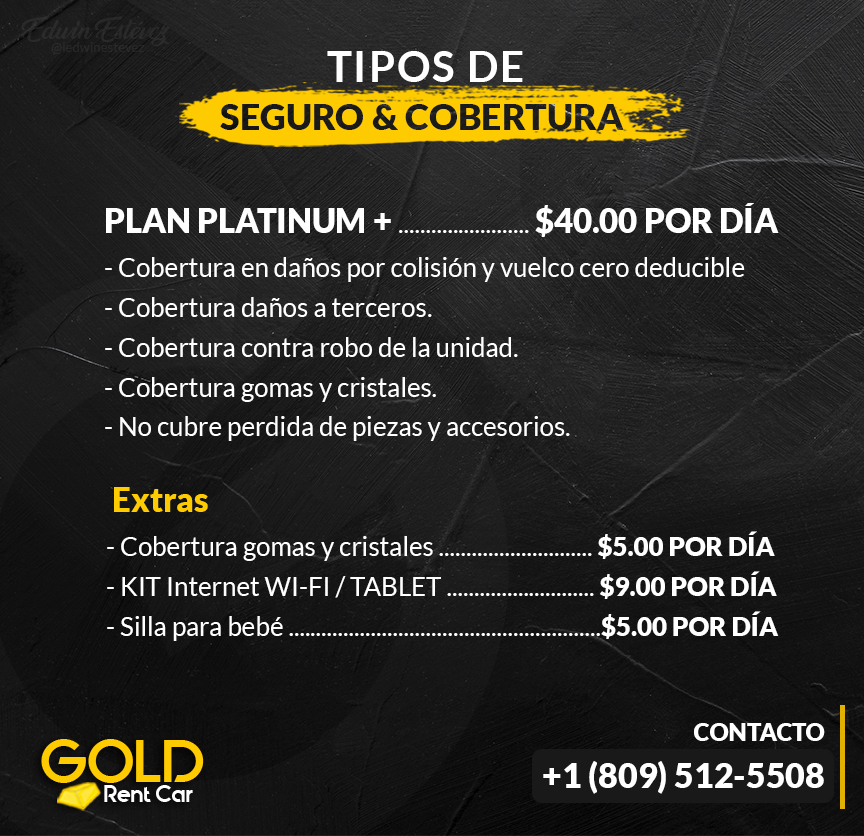 Edwin Estévez
@ledwinestevez
TIPOS DE
SEGURO & COBERTURA
PLAN PLATINUM + ........................ $40.00 POR DÍA
- Cobertura en daños por colisión y vuelco cero deducible
- Cobertura daños a terceros.
- Cobertura contra robo de la unidad.
- Cobertura gomas y cristales.
- No cubre perdida de piezas y accesorios.
Extras
- Cobertura gomas y cristales ............................. $5.00 POR DÍA
- KIT Internet WI-FI / TABLET ............................ $9.00 POR DÍA
- Silla para bebé ...........................................................$5.00 POR DÍA
GOLD
Rent Car
CONTACTO
+1 (809) 512-5508